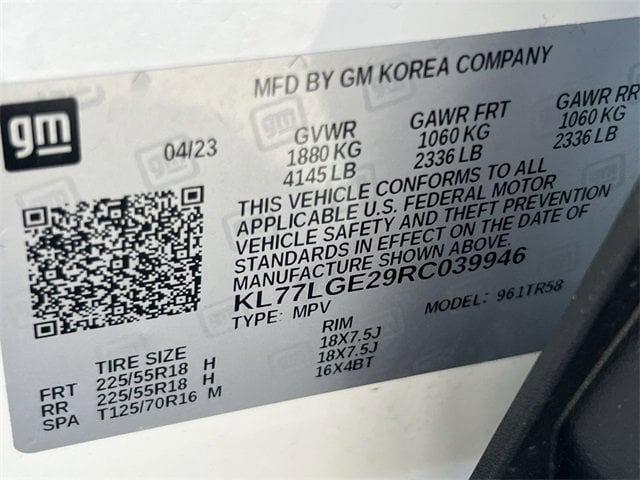 MFD BY GM KOREA COMPANY
gm
04/23
GVWR
1880 KG
4145 LB
GAWR FRT
1060 KG
2336 LB
GAWR RR
1060 KG
2336 LB
THIS VEHICLE CONFORMS TO ALL
APPLICABLE U.S. FEDERAL MOTOR
VEHICLE SAFETY AND THEFT PREVENTION
STANDARDS IN EFFECT ON THE DATE OF
MANUFACTURE SHOWN ABOVE.
KL77LGE29RC039946
TYPE: MPV
MODEL: 961TR58
TIRE SIZE
RIM
FRT 225/55R18 H 18X7.5J
RR 225/55R18 H 18X7.5J
SPA T125/70R16 M 16X4BT